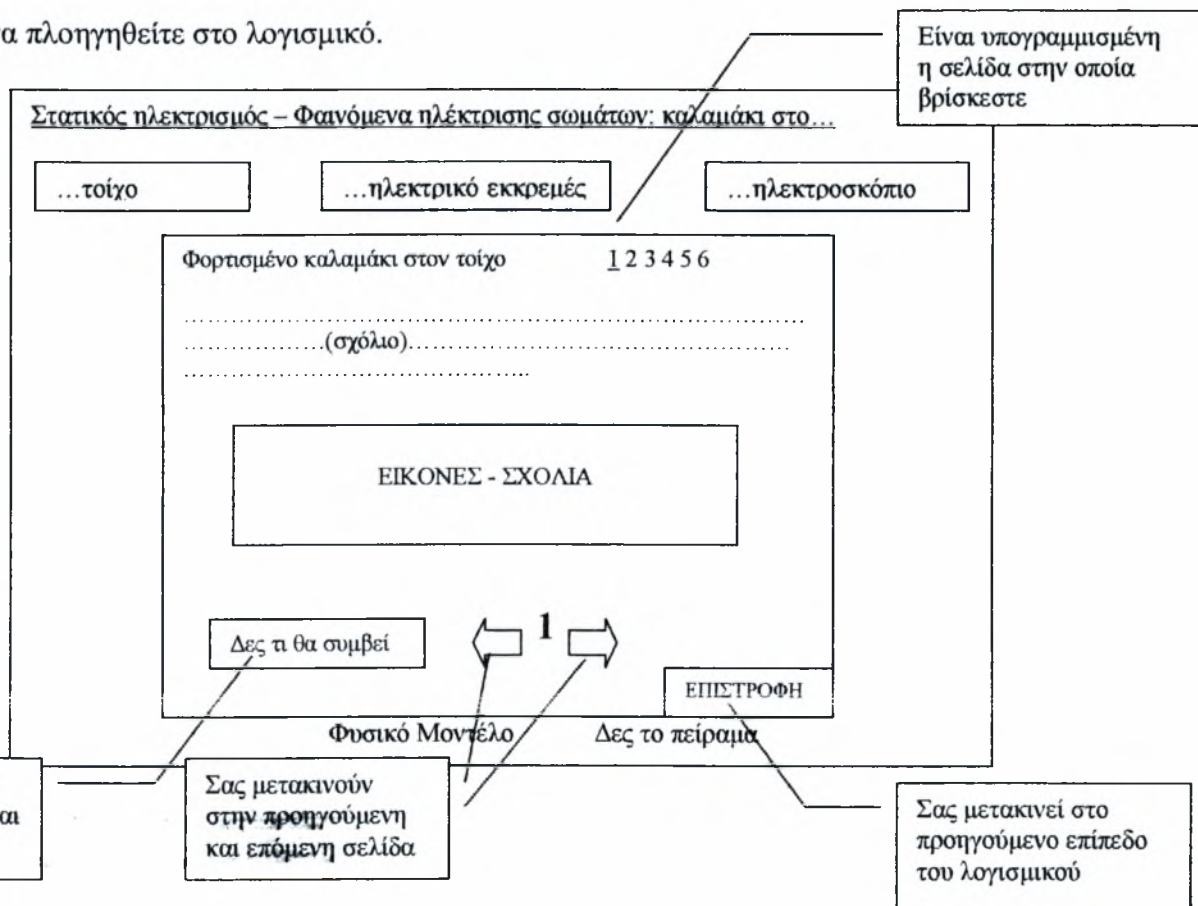 α πλοηγηθείτε στο λογισμικό.
Είναι υπογραμμισμένη
η σελίδα στην οποία
βρίσκεστε
Στατικός ηλεκτρισμός – Φαινόμενα ηλέκτρισης σωμάτων: καλαμάκι στο…
…τοίχο
…ηλεκτρικό εκκρεμές
…ηλεκτροσκόπιο
Φορτισμένο καλαμάκι στον τοίχο 1 2 3 4 5 6
(σχόλιο)
ΕΙΚΟΝΕΣ - ΣΧΟΛΙΑ
Δες τι θα συμβεί
1
ΕΠΙΣΤΡΟΦΗ
Φυσικό Μοντέλο Δες το πείραμα
αι
Σας μετακινούν
στην προηγούμενη
και επόμενη σελίδα
Σας μετακινεί στο
προηγούμενο επίπεδο
του λογισμικού